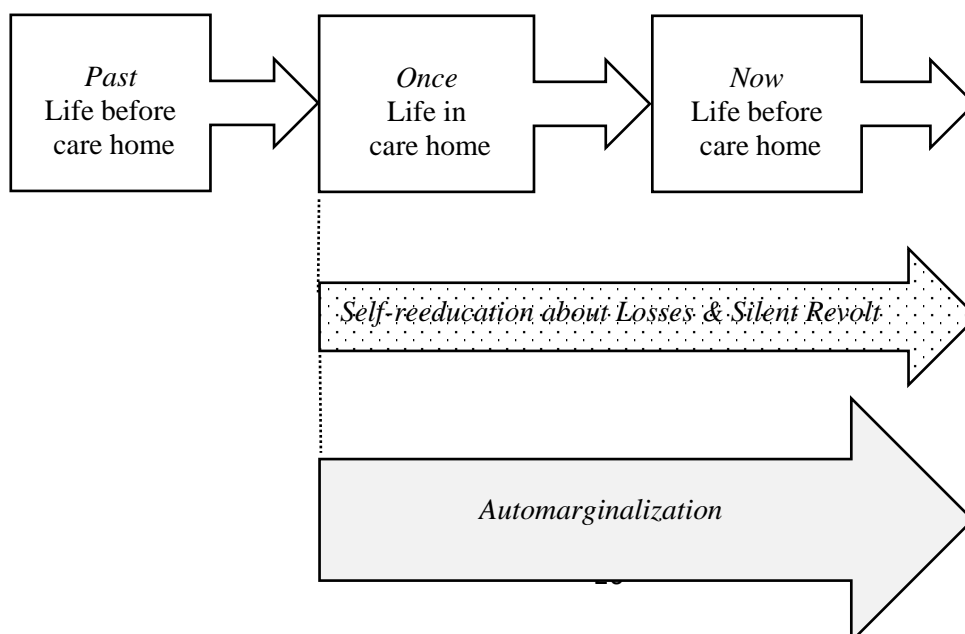 Past
Life before
care home
Once
Life in
care home
Now
Life before
care home
Self-reeducation about Losses & Silent Revolt
Automarginalization